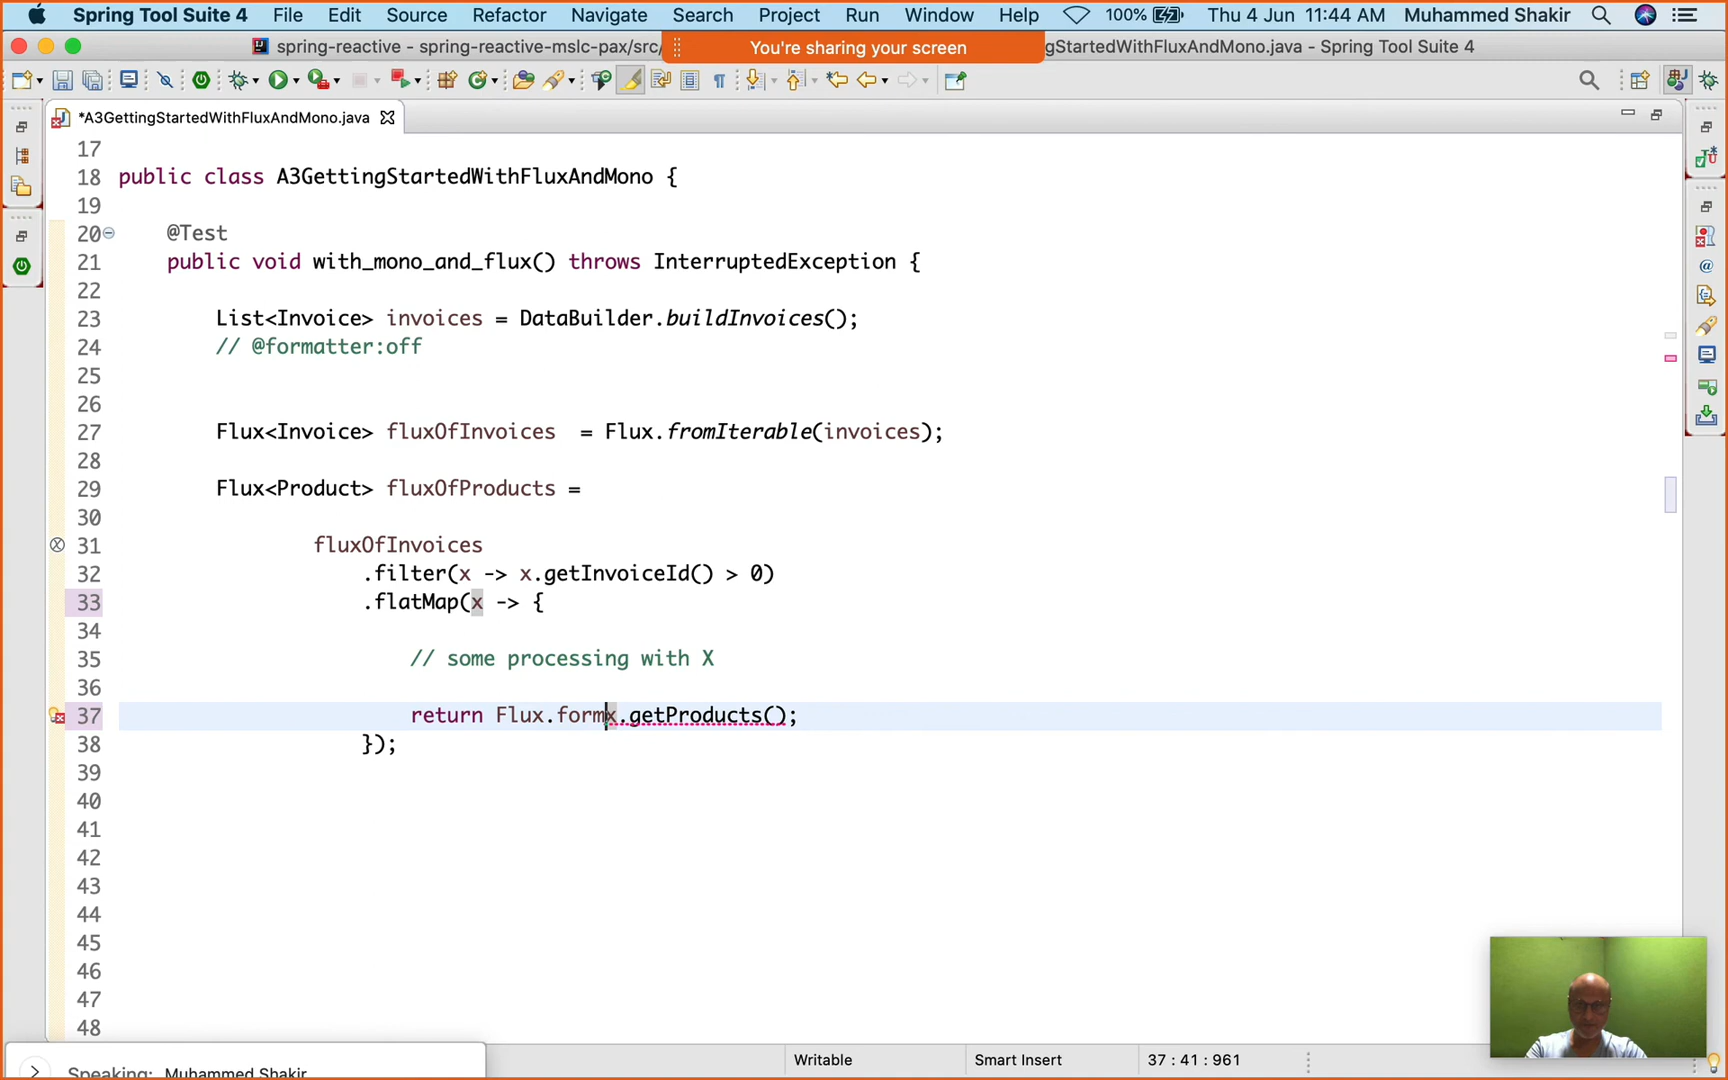 Spring Tool Suite 4 File Edit Source Refactor Navigate Search Project Run Window Help 100% Thu 4 Jun 11:44 AM Muhammed Shakir
spring-reactive - spring-reactive-mslc-pax/src/ You're sharing your screen gStartedWithFluxAndMono.java - Spring Tool Suite 4
*A3GettingStartedWithFluxAndMono.java
17
18 public class A3GettingStartedWithFluxAndMono {
19
20 @Test
21 public void with_mono_and_flux() throws InterruptedException {
22
23 List<Invoice> invoices = DataBuilder.buildInvoices();
24 // @formatter:off
25
26
27 Flux<Invoice> fluxOfInvoices = Flux.fromIterable(invoices);
28
29 Flux<Product> fluxOfProducts =
30
31 fluxOfInvoices
32 .filter(x -> x.getInvoiceId() > 0)
33 .flatMap(x -> {
34
35 // some processing with X
36
37 return Flux.formx.getProducts();
38 });
39
40
41
42
43
44
45
46
47
48
Writable Smart Insert 37 : 41 : 961
Speaking: Muhammed Shakir